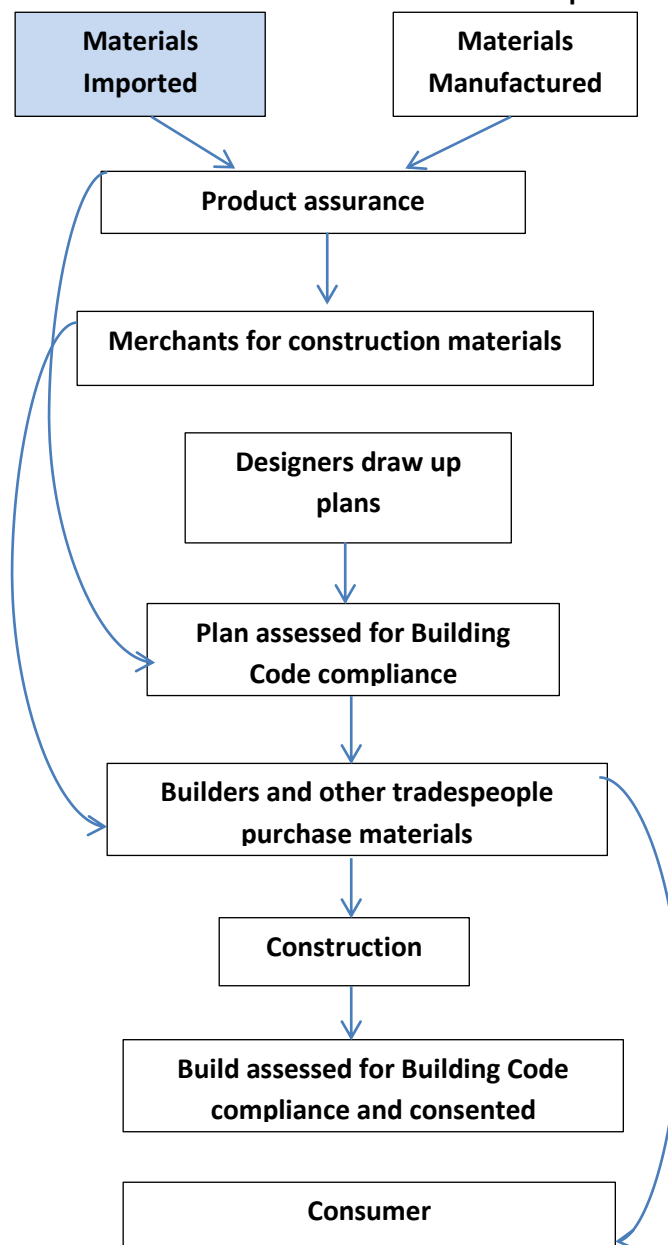 Materials
Imported
Materials
Manufactured
Product assurance
Merchants for construction materials
Designers draw up
plans
Plan assessed for Building
Code compliance
Builders and other tradespeople
purchase materials
Construction
Build assessed for Building Code
compliance and consented
Consumer